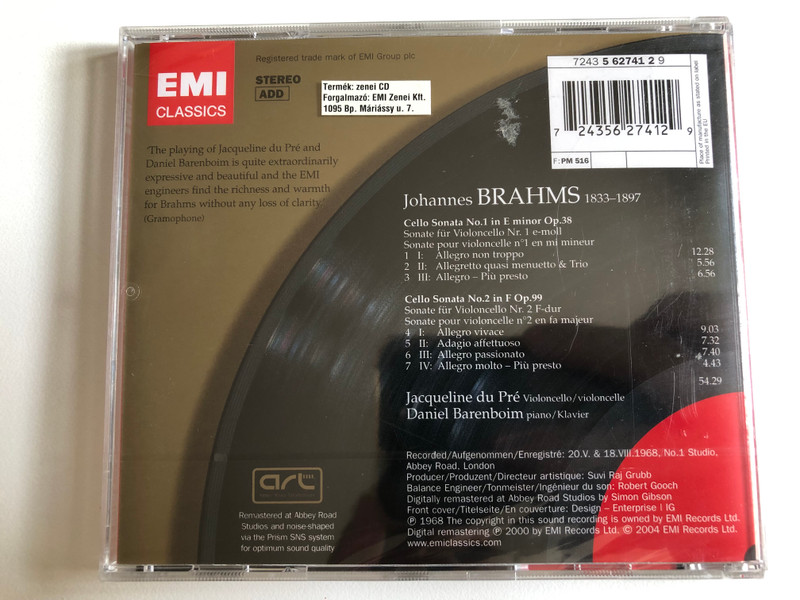 Registered trade mark of EMI Group plc
EMI
CLASSICS
STEREO
ADD
Termék: zenei CD
Forgalmazó: EMI Zenei Kft.
1095 Bp. Máriássy u. 7.
7243 5 62741 2 9
7 24356 27412 9
F: PM 516
Place of manufacture as stated on label
Printed in the EU
'The playing of Jacqueline du Pré and
Daniel Barenboim is quite extraordinarily
expressive and beautiful and the EMI
engineers find the richness and warmth
for Brahms without any loss of clarity.'
(Gramophone)
Johannes BRAHMS 1833–1897
Cello Sonata No.1 in E minor Op.38
Sonate für Violoncello Nr. 1 e-moll
Sonate pour violoncelle n°1 en mi mineur
1 I: Allegro non troppo 12.28
2 II: Allegretto quasi menuetto & Trio 5.56
3 III: Allegro – Più presto 6.56
Cello Sonata No.2 in F Op.99
Sonate für Violoncello Nr. 2 F-dur
Sonate pour violoncelle n°2 en fa majeur
4 I: Allegro vivace 9.03
5 II: Adagio affettuoso 7.32
6 III: Allegro passionato 7.40
7 IV: Allegro molto – Più presto 4.43
54.29
Jacqueline du Pré Violoncello/violoncelle
Daniel Barenboim piano/Klavier
Recorded/Aufgenommen/Enregistré: 20.V. & 18.VIII.1968, No.1 Studio,
Abbey Road, London
Producer/Produzent/Directeur artistique: Suvi Raj Grubb
Balance Engineer/Tonmeister/Ingénieur du son: Robert Gooch
Digitally remastered at Abbey Road Studios by Simon Gibson
Front cover/Titelseite/En couverture: Design – Enterprise | IG
℗ 1968 The copyright in this sound recording is owned by EMI Records Ltd.
Digital remastering ℗ 2000 by EMI Records Ltd. © 2004 EMI Records Ltd.
www.emiclassics.com
art
Remastered at Abbey Road
Studios and noise-shaped
via the Prism SNS system
for optimum sound quality